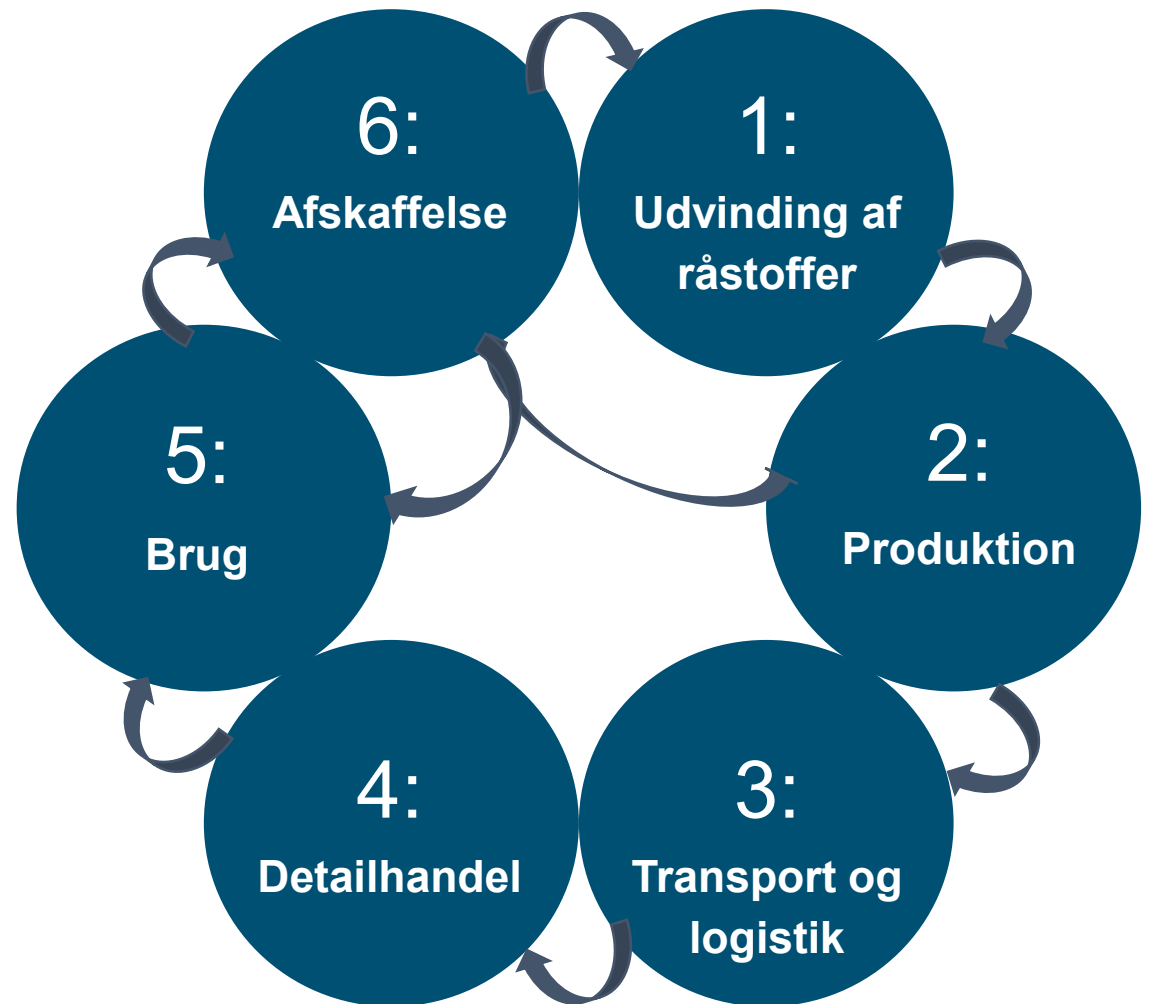 1:
Udvinding af
råstoffer
2:
Produktion
3:
Transport og
logistik
4:
Detailhandel
5:
Brug
6:
Afskaffelse